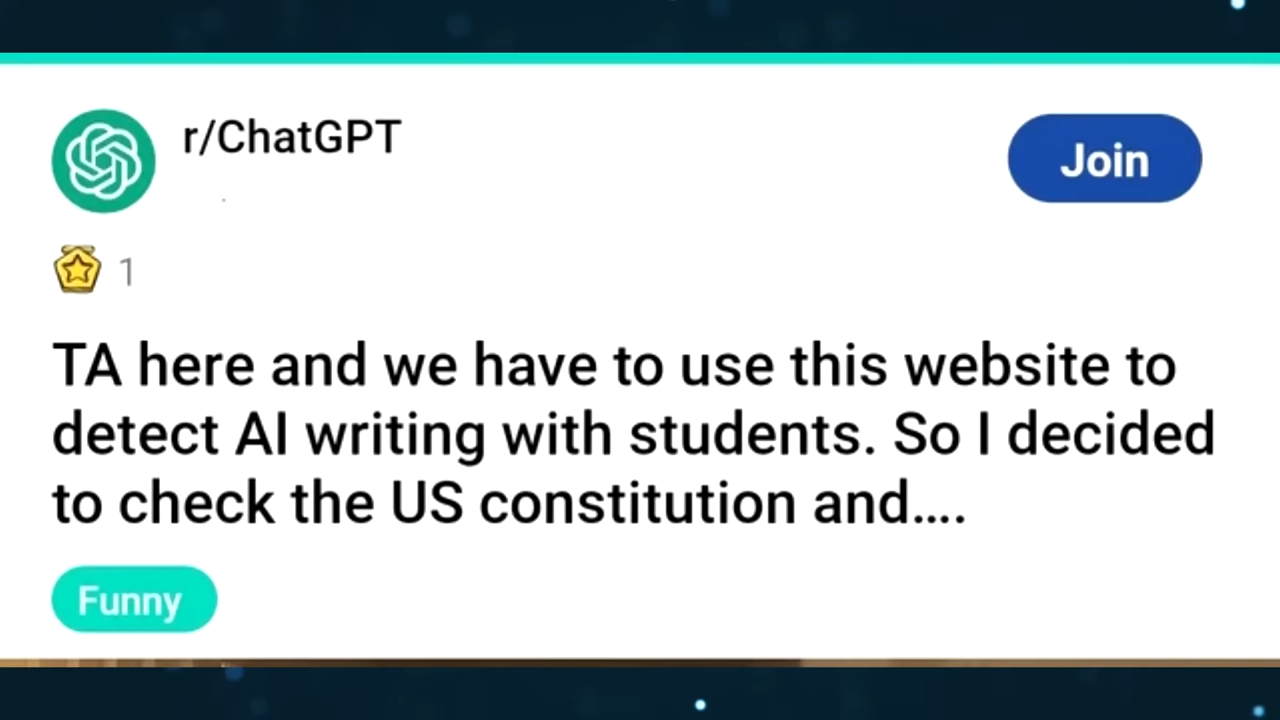 r/ChatGPT
Join
1
TA here and we have to use this website to
detect AI writing with students. So I decided
to check the US constitution and....
Funny